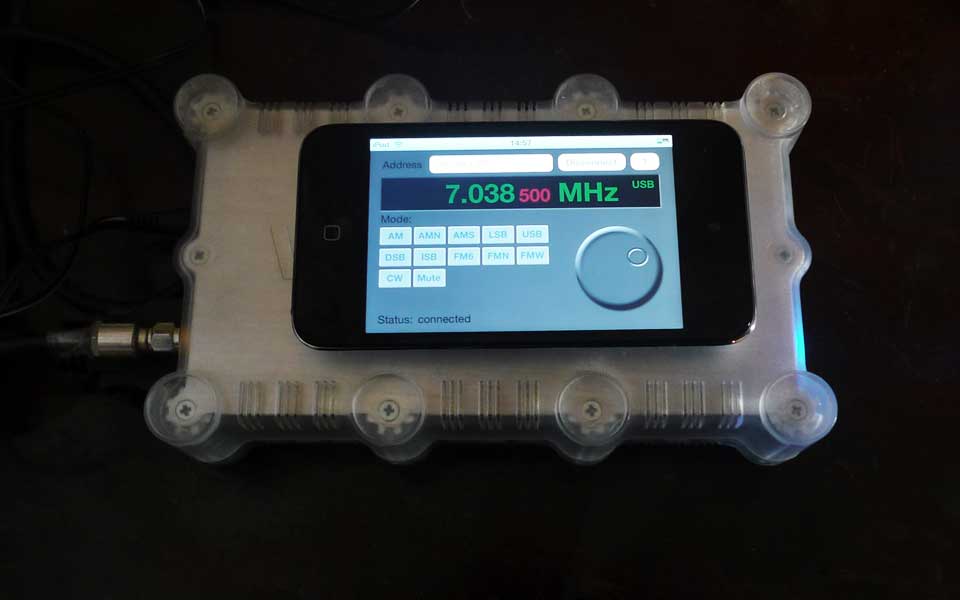 iPod 14:57
Address Disconnect ?
7.038 500 MHz USB
Mode:
AM AMN AMS LSB USB
DSB ISB FM6 FMN FMW
CW Mute
Status: connected